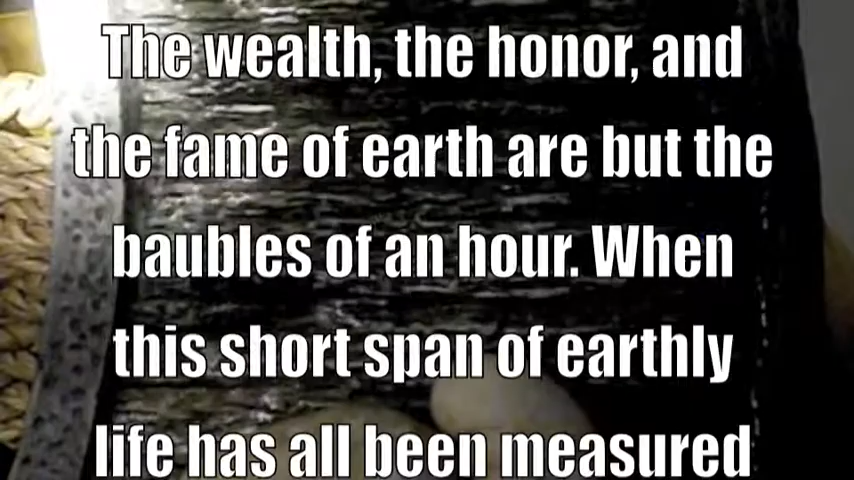 The wealth, the honor, and
the fame of earth are but the
baubles of an hour. When
this short span of earthly
life has all been measured